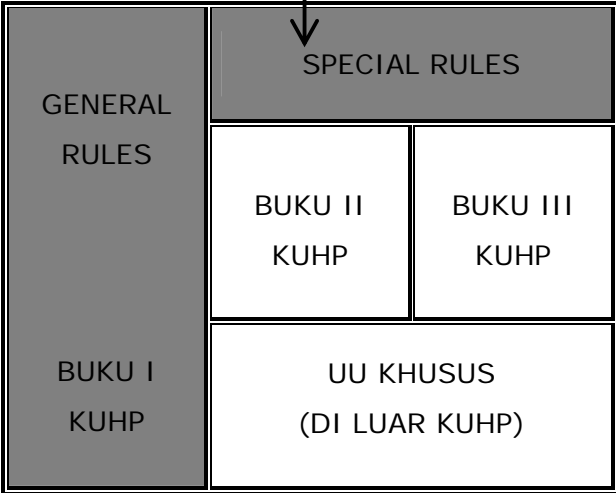 GENERAL
RULES
BUKU I
KUHP
SPECIAL RULES
BUKU II
KUHP
BUKU III
KUHP
UU KHUSUS
(DI LUAR KUHP)